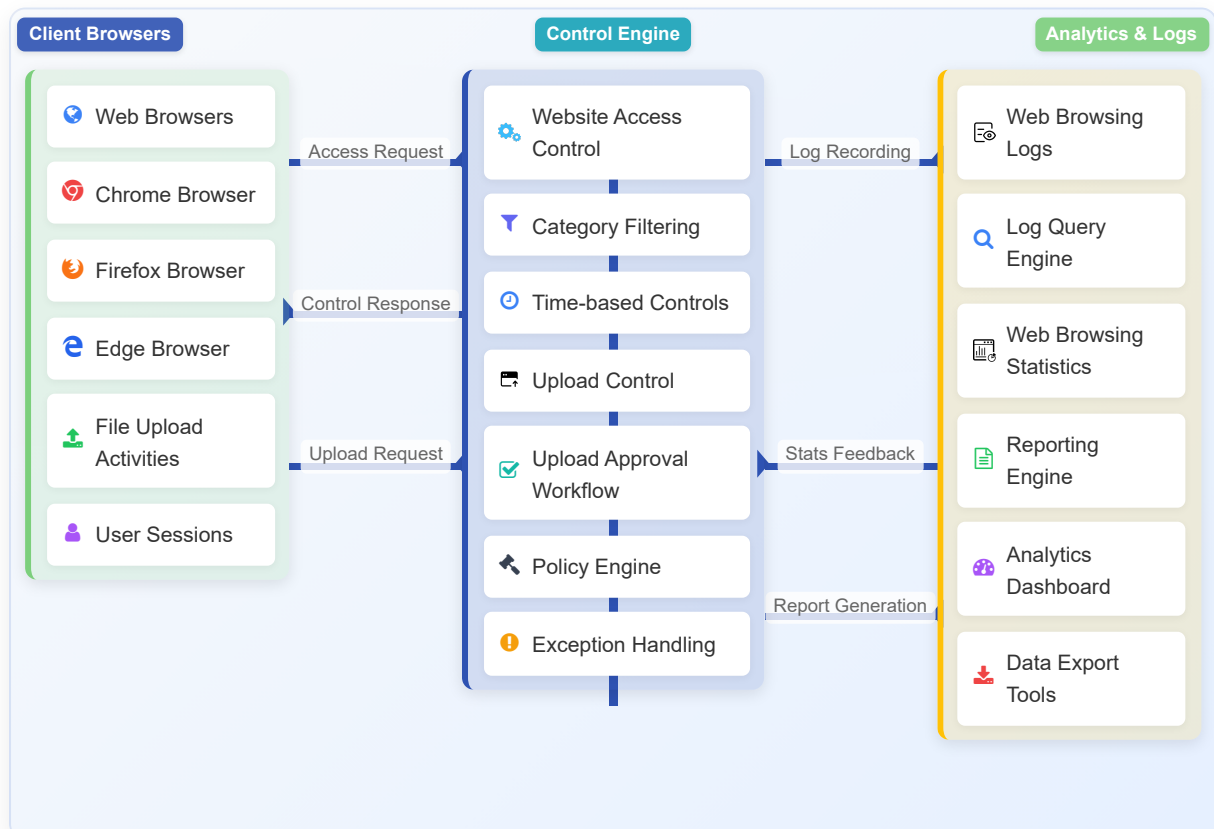 Client Browsers
Control Engine
Analytics & Logs
Web Browsers
Chrome Browser
Firefox Browser
Edge Browser
File Upload
Activities
User Sessions
Access Request
Control Response
Upload Request
Website Access
Control
Category Filtering
Time-based Controls
Upload Control
Upload Approval
Workflow
Policy Engine
Exception Handling
Log Recording
Stats Feedback
Report Generation
Web Browsing
Logs
Log Query
Engine
Web Browsing
Statistics
Reporting
Engine
Analytics
Dashboard
Data Export
Tools